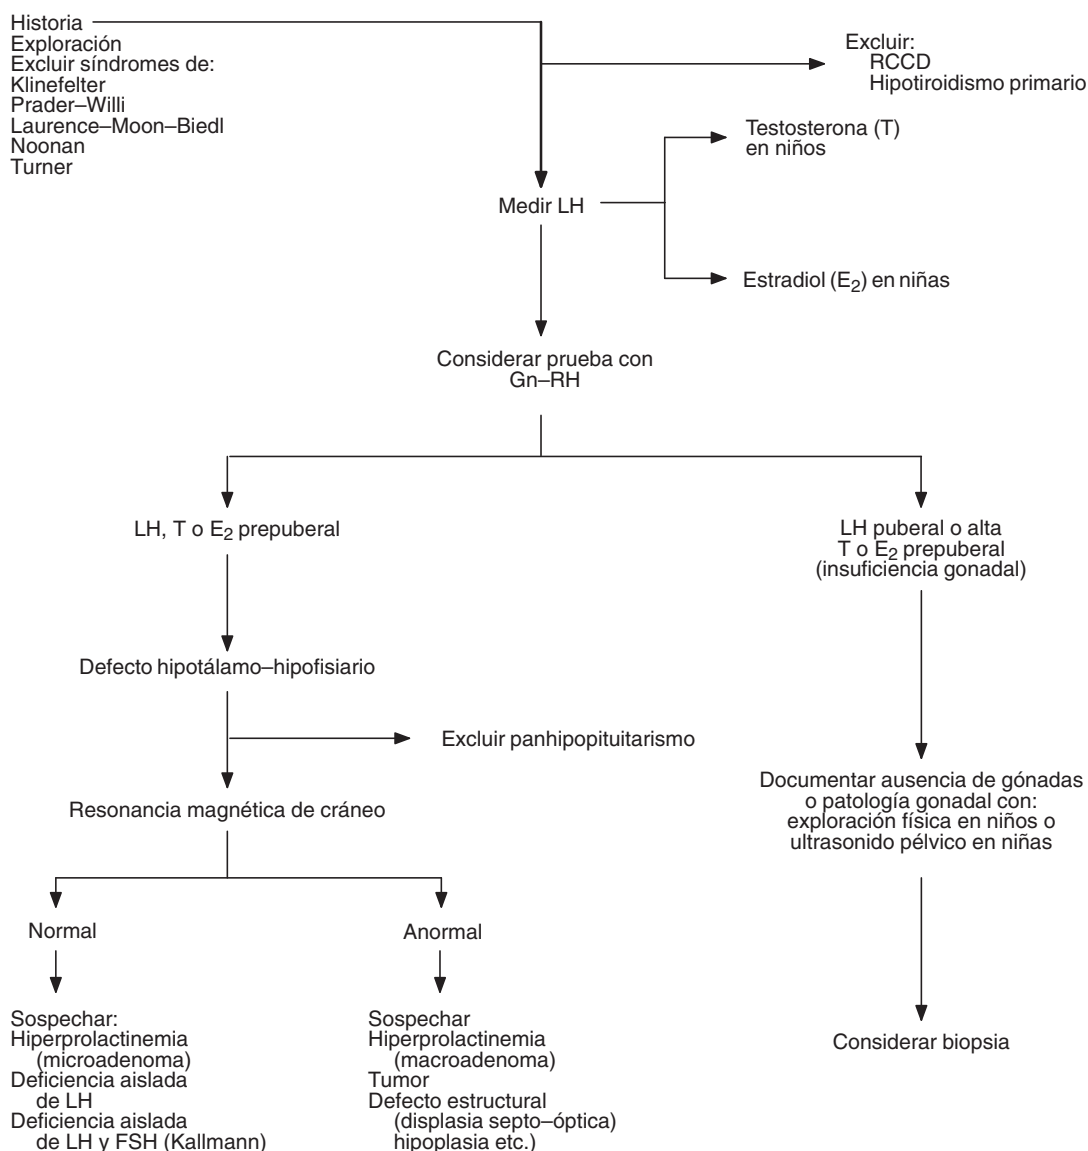 Historia
Exploración
Excluir síndromes de:
Klinefelter
Prader–Willi
Laurence–Moon–Biedl
Noonan
Turner
Excluir:
RCCD
Hipotiroidismo primario
Testosterona (T)
en niños
Medir LH
Estradiol (E2) en niñas
Considerar prueba con
Gn–RH
LH, T o E2 prepuberal
LH puberal o alta
T o E2 prepuberal
(insuficiencia gonadal)
Defecto hipotálamo–hipofisiario
Excluir panhipopituitarismo
Resonancia magnética de cráneo
Documentar ausencia de gónadas
o patología gonadal con:
exploración física en niños o
ultrasonido pélvico en niñas
Normal
Anormal
Sospechar:
Hiperprolactinemia
(microadenoma)
Deficiencia aislada
de LH
Deficiencia aislada
de LH y FSH (Kallmann)
Sospechar
Hiperprolactinemia
(macroadenoma)
Tumor
Defecto estructural
(displasia septo–óptica)
hipoplasia etc.)
Considerar biopsia